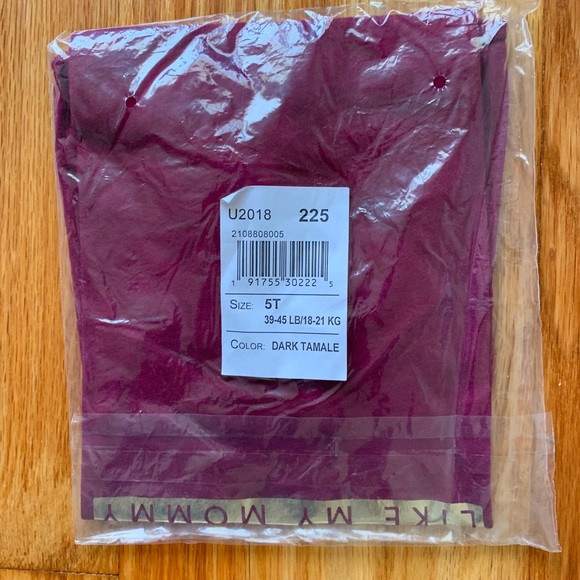 U2018 225
2108808005
1 91755 30222 5
SIZE: 5T
39-45 LB/18-21 KG
COLOR: DARK TAMALE
LIKE MY MOMMY